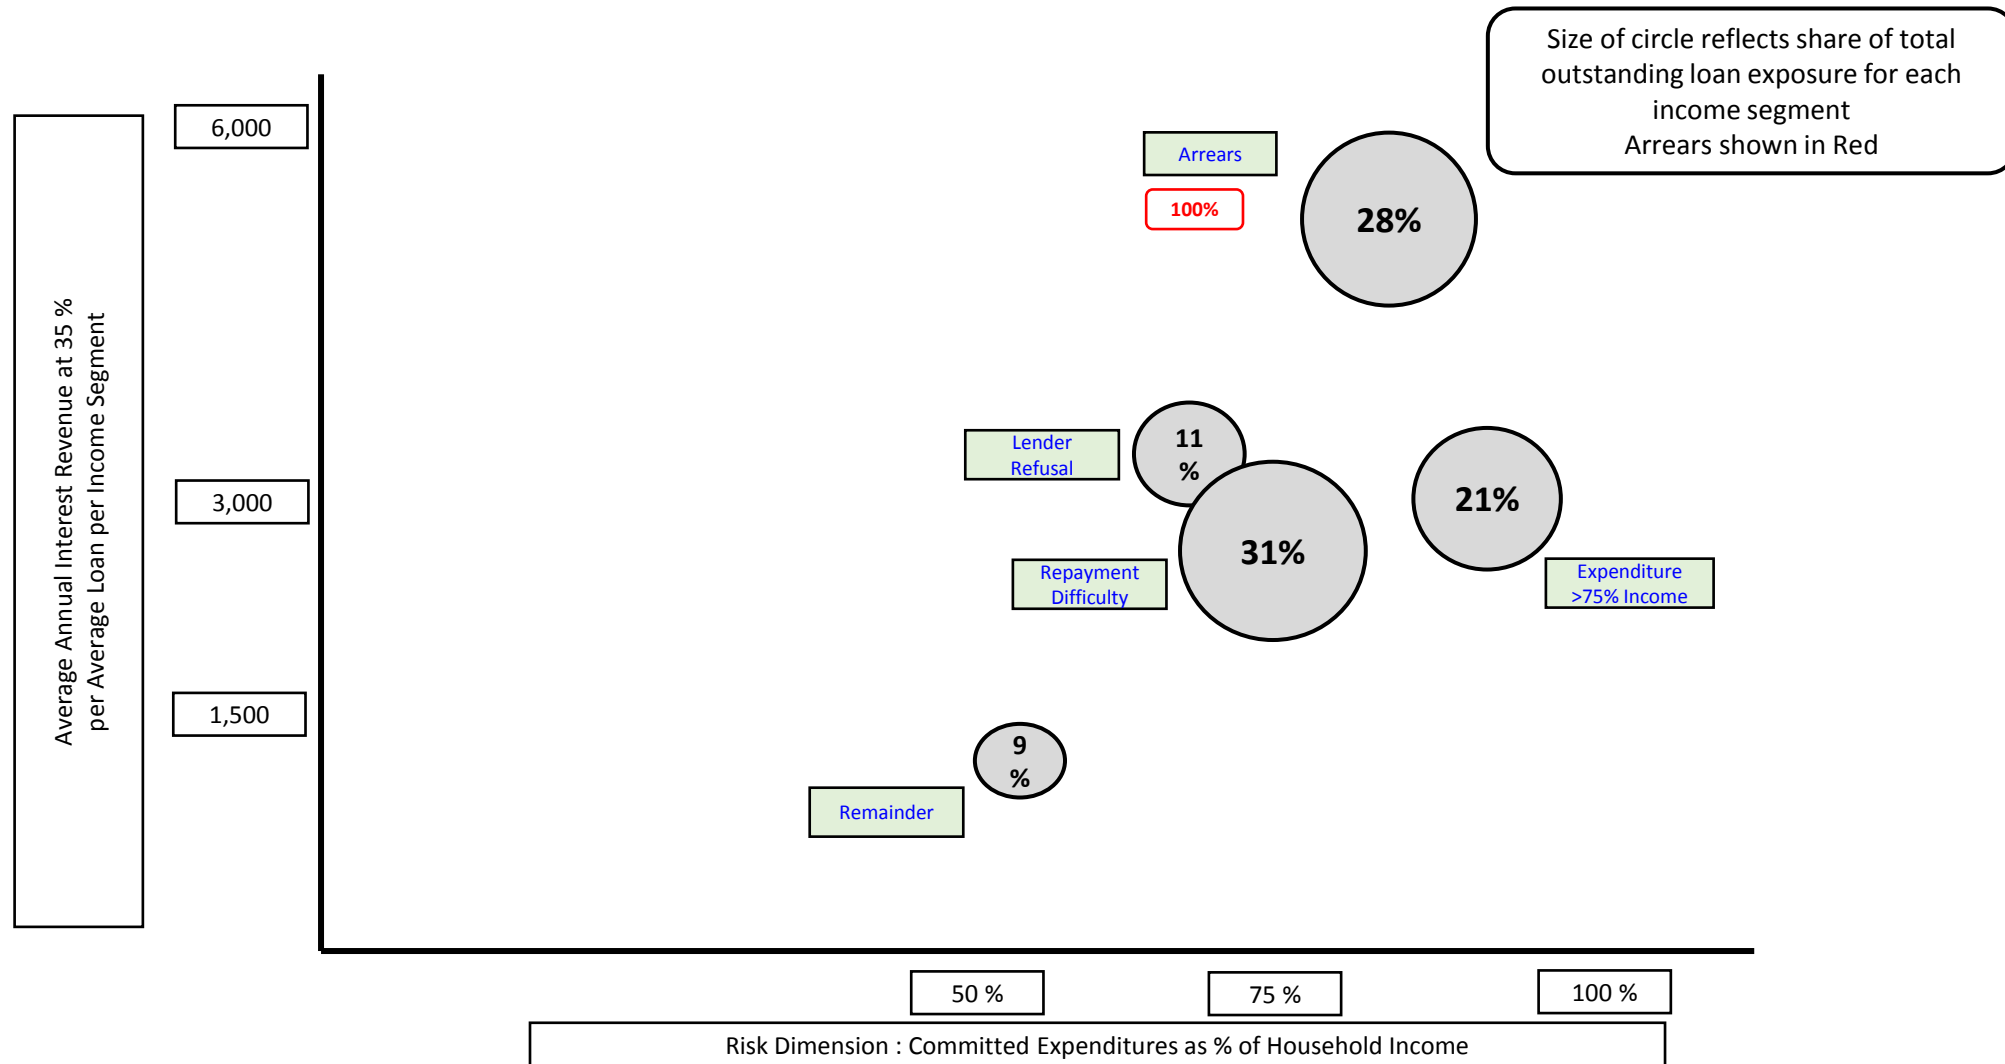 Size of circle reflects share of total
outstanding loan exposure for each
income segment
Arrears shown in Red
Average Annual Interest Revenue at 35 %
per Average Loan per Income Segment
6,000
3,000
1,500
Arrears
100%
28%
Lender
Refusal
11
%
Repayment
Difficulty
31%
21%
Expenditure
>75% Income
9
%
Remainder
50 %
75 %
100 %
Risk Dimension : Committed Expenditures as % of Household Income